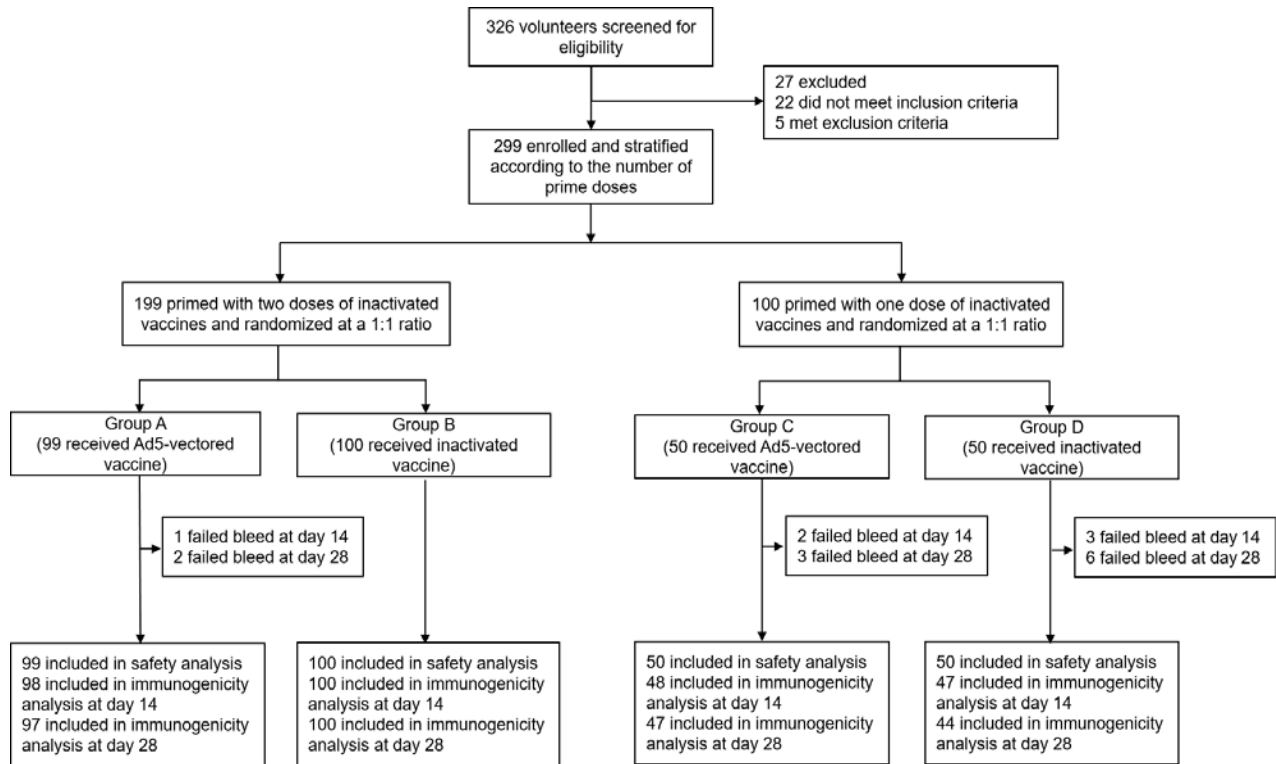 326 volunteers screened for
eligibility
27 excluded
22 did not meet inclusion criteria
5 met exclusion criteria
299 enrolled and stratified
according to the number of
prime doses
199 primed with two doses of inactivated
vaccines and randomized at a 1:1 ratio
100 primed with one dose of inactivated
vaccines and randomized at a 1:1 ratio
Group A
(99 received Ad5-vectored
vaccine)
Group B
(100 received inactivated
vaccine)
Group C
(50 received Ad5-vectored
vaccine)
Group D
(50 received inactivated
vaccine)
1 failed bleed at day 14
2 failed bleed at day 28
2 failed bleed at day 14
3 failed bleed at day 28
3 failed bleed at day 14
6 failed bleed at day 28
99 included in safety analysis
98 included in immunogenicity
analysis at day 14
97 included in immunogenicity
analysis at day 28
100 included in safety analysis
100 included in immunogenicity
analysis at day 14
100 included in immunogenicity
analysis at day 28
50 included in safety analysis
48 included in immunogenicity
analysis at day 14
47 included in immunogenicity
analysis at day 28
50 included in safety analysis
47 included in immunogenicity
analysis at day 14
44 included in immunogenicity
analysis at day 28